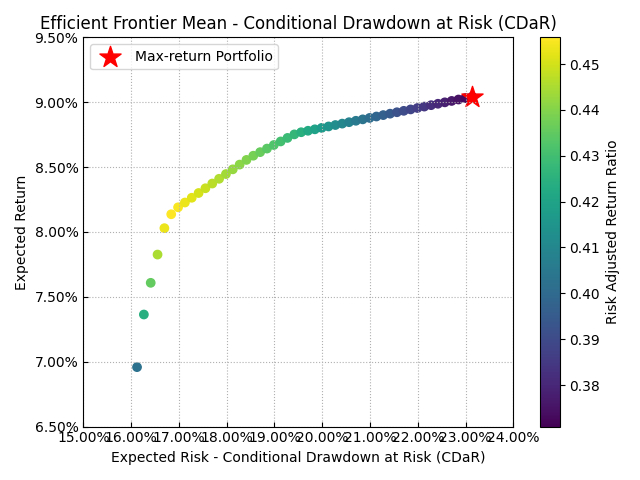 Efficient Frontier Mean - Conditional Drawdown at Risk (CDaR)
Max-return Portfolio
9.50%
9.00%
8.50%
8.00%
7.50%
7.00%
6.50%
Expected Return
15.00% 16.00% 17.00% 18.00% 19.00% 20.00% 21.00% 22.00% 23.00% 24.00%
Expected Risk - Conditional Drawdown at Risk (CDaR)
0.45
0.44
0.43
0.42
0.41
0.40
0.39
0.38
Risk Adjusted Return Ratio